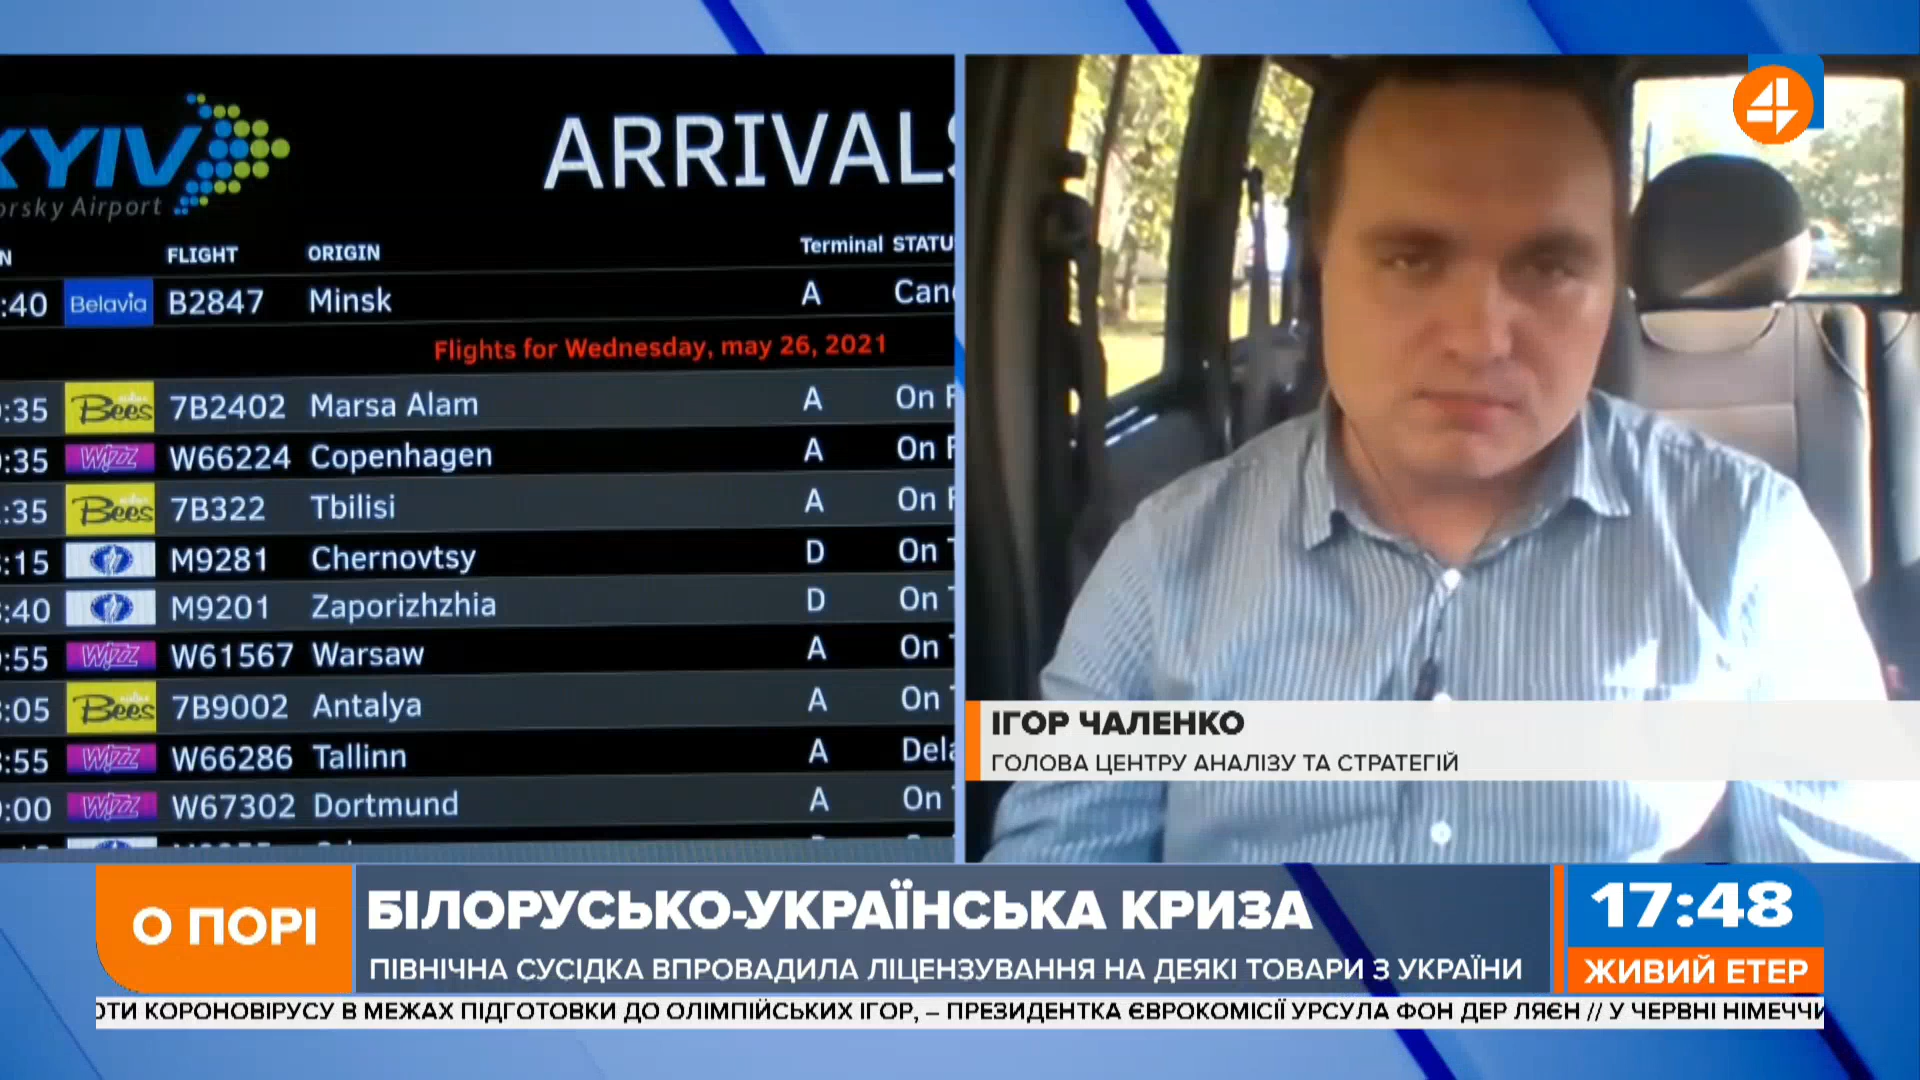 KYIV
orsky Airport
ARRIVALS
N FLIGHT ORIGIN Terminal STATU
:40 Belavia B2847 Minsk A Canc
Flights for Wednesday, may 26, 2021
:35 Bees 7B2402 Marsa Alam A On
:35 Wizz W66224 Copenhagen A On
:35 Bees 7B322 Tbilisi A On
:15 M9281 Chernovtsy D On T
:40 M9201 Zaporizhzhia D On T
:55 Wizz W61567 Warsaw A On T
:05 Bees 7B9002 Antalya A On T
:55 Wizz W66286 Tallinn A Dela
:00 Wizz W67302 Dortmund A On T
4
ІГОР ЧАЛЕНКО
ГОЛОВА ЦЕНТРУ АНАЛІЗУ ТА СТРАТЕГІЙ
О ПОРІ
БІЛОРУСЬКО-УКРАЇНСЬКА КРИЗА
ПІВНІЧНА СУСІДКА ВПРОВАДИЛА ЛІЦЕНЗУВАННЯ НА ДЕЯКІ ТОВАРИ З УКРАЇНИ
17:48
ЖИВИЙ ЕТЕР
ОТИ КОРОНОВІРУСУ В МЕЖАХ ПІДГОТОВКИ ДО ОЛІМПІЙСЬКИХ ІГОР, – ПРЕЗИДЕНТКА ЄВРОКОМІСІЇ УРСУЛА ФОН ДЕР ЛЯЄН // У ЧЕРВНІ НІМЕЧЧИ